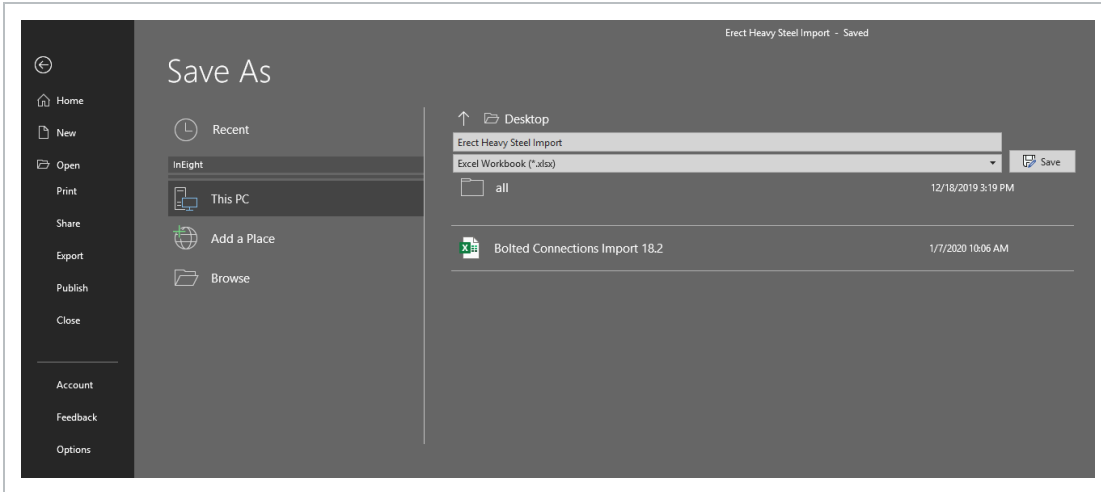 Erect Heavy Steel Import - Saved
Save As
Home
New
Open
Print
Share
Export
Publish
Close
Account
Feedback
Options
Recent
InEight
This PC
Add a Place
Browse
Desktop
Erect Heavy Steel Import
Excel Workbook (*.xlsx)
Save
all 12/18/2019 3:19 PM
Bolted Connections Import 18.2 1/7/2020 10:06 AM